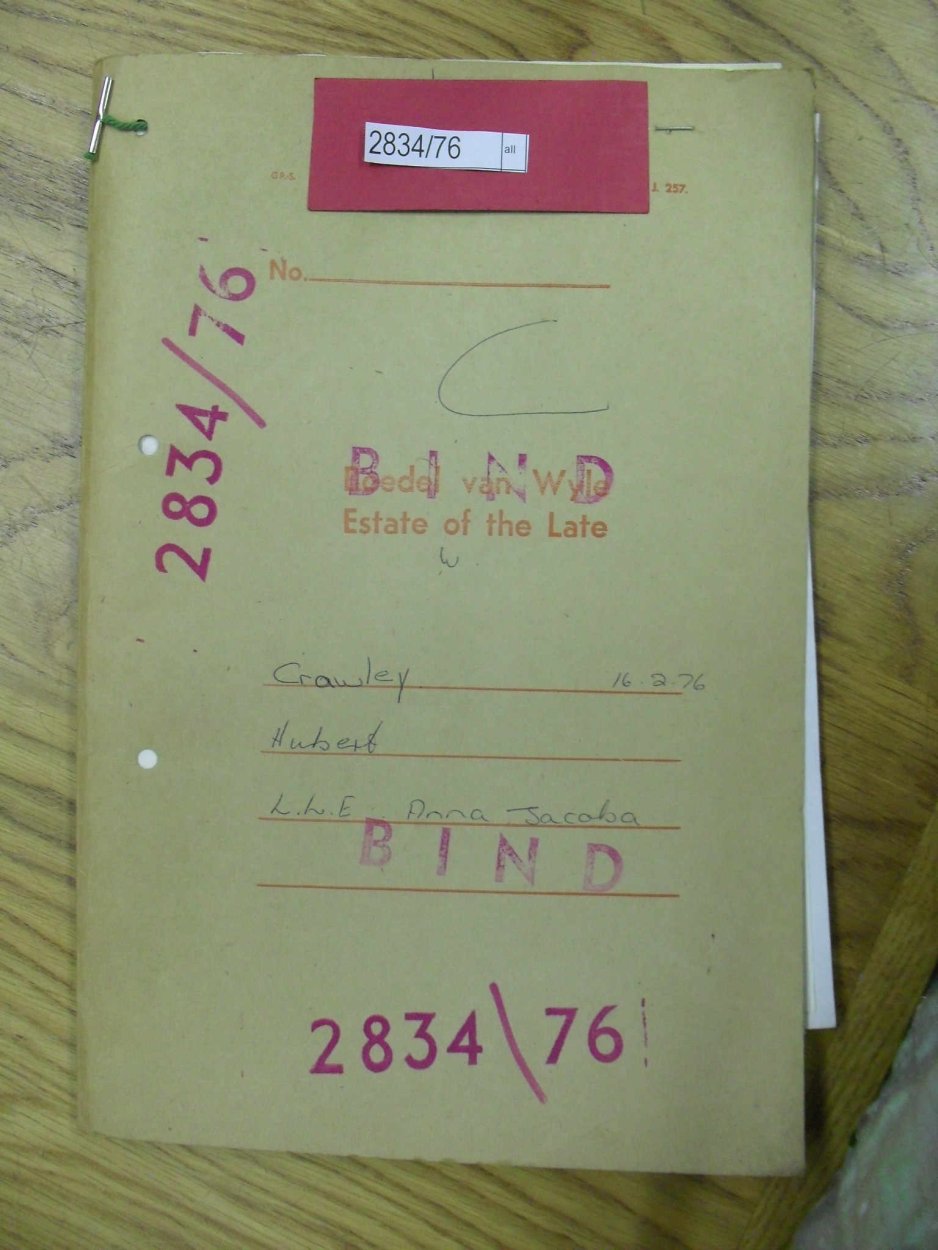 2834/76 all
G.P.-S.
J. 257.
2834/76
No.
C
BIND
Boedel van Wyle
Estate of the Late
W
Crawley 16.2.76
Hubert
L.L.E Anna Jacoba
BIND
2834\76